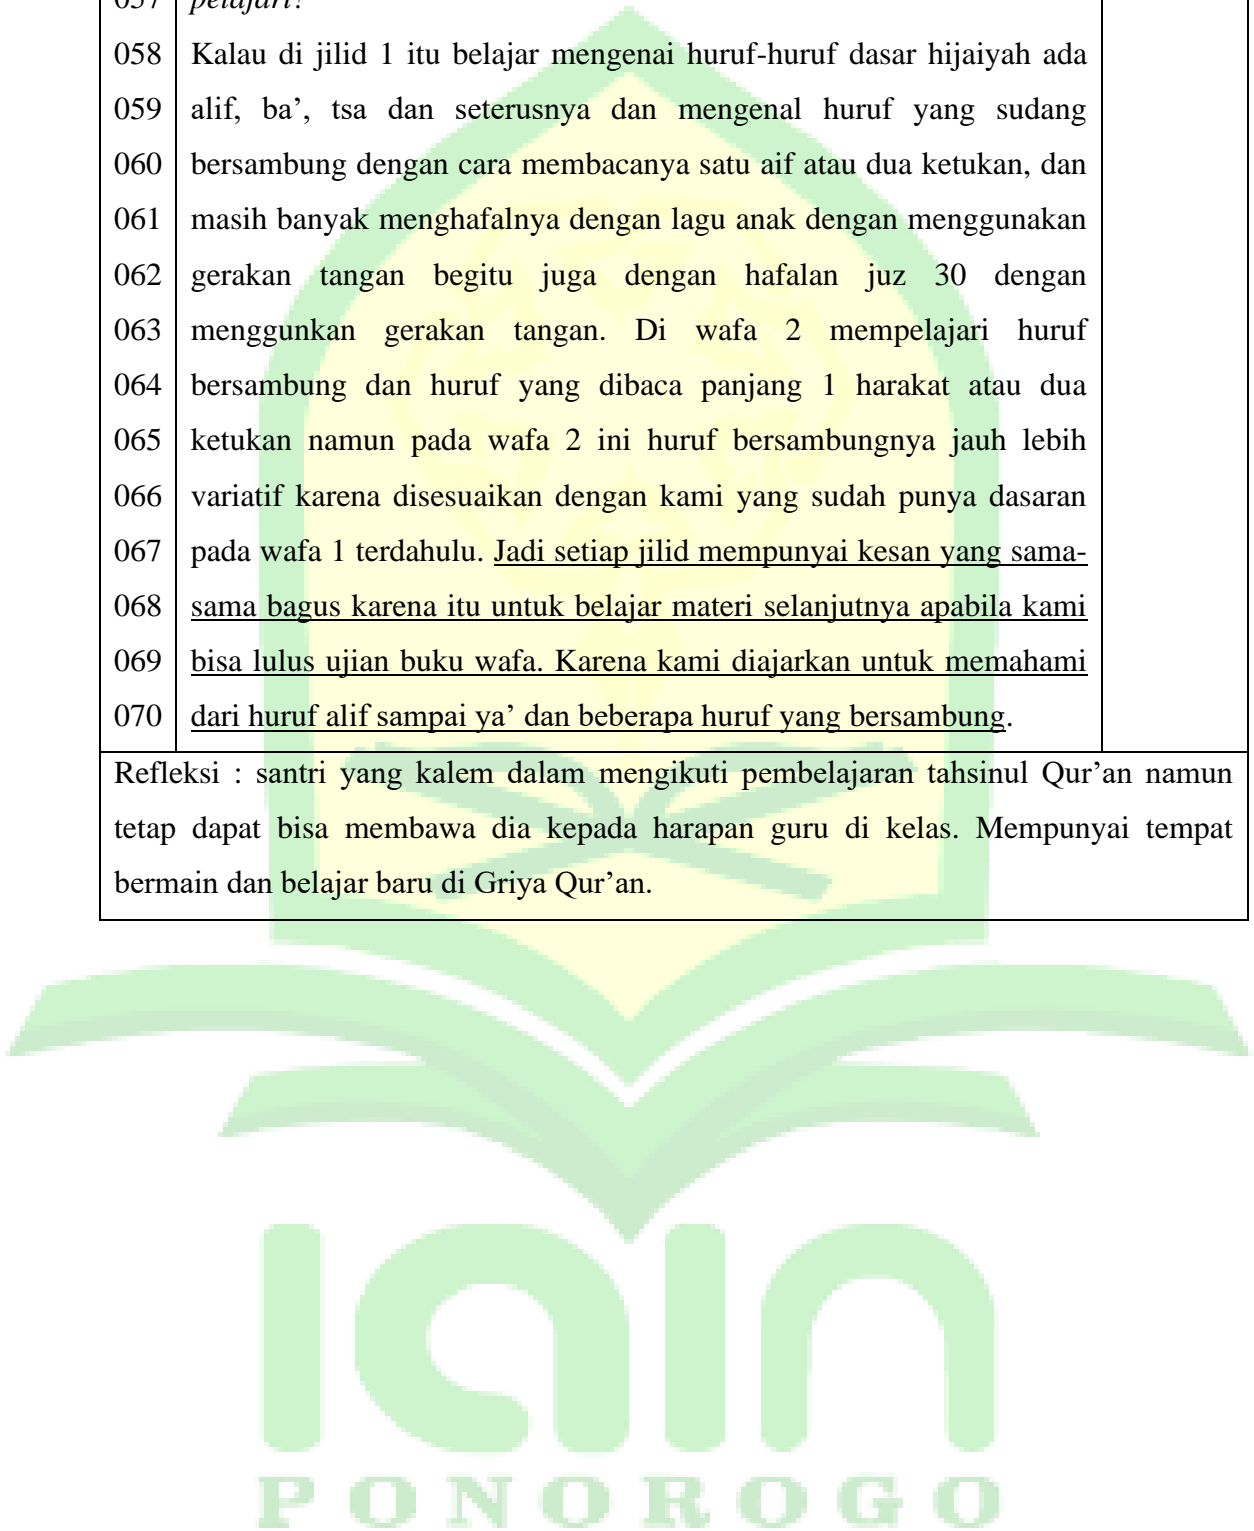 057 pelajari?
058 Kalau di jilid 1 itu belajar mengenai huruf-huruf dasar hijaiyah ada
059 alif, ba’, tsa dan seterusnya dan mengenal huruf yang sudang
060 bersambung dengan cara membacanya satu aif atau dua ketukan, dan
061 masih banyak menghafalnya dengan lagu anak dengan menggunakan
062 gerakan tangan begitu juga dengan hafalan juz 30 dengan
063 menggunkan gerakan tangan. Di wafa 2 mempelajari huruf
064 bersambung dan huruf yang dibaca panjang 1 harakat atau dua
065 ketukan namun pada wafa 2 ini huruf bersambungnya jauh lebih
066 variatif karena disesuaikan dengan kami yang sudah punya dasaran
067 pada wafa 1 terdahulu. Jadi setiap jilid mempunyai kesan yang sama-
068 sama bagus karena itu untuk belajar materi selanjutnya apabila kami
069 bisa lulus ujian buku wafa. Karena kami diajarkan untuk memahami
070 dari huruf alif sampai ya’ dan beberapa huruf yang bersambung.
Refleksi : santri yang kalem dalam mengikuti pembelajaran tahsinul Qur’an namun
tetap dapat bisa membawa dia kepada harapan guru di kelas. Mempunyai tempat
bermain dan belajar baru di Griya Qur’an.
iain
PONOROGO